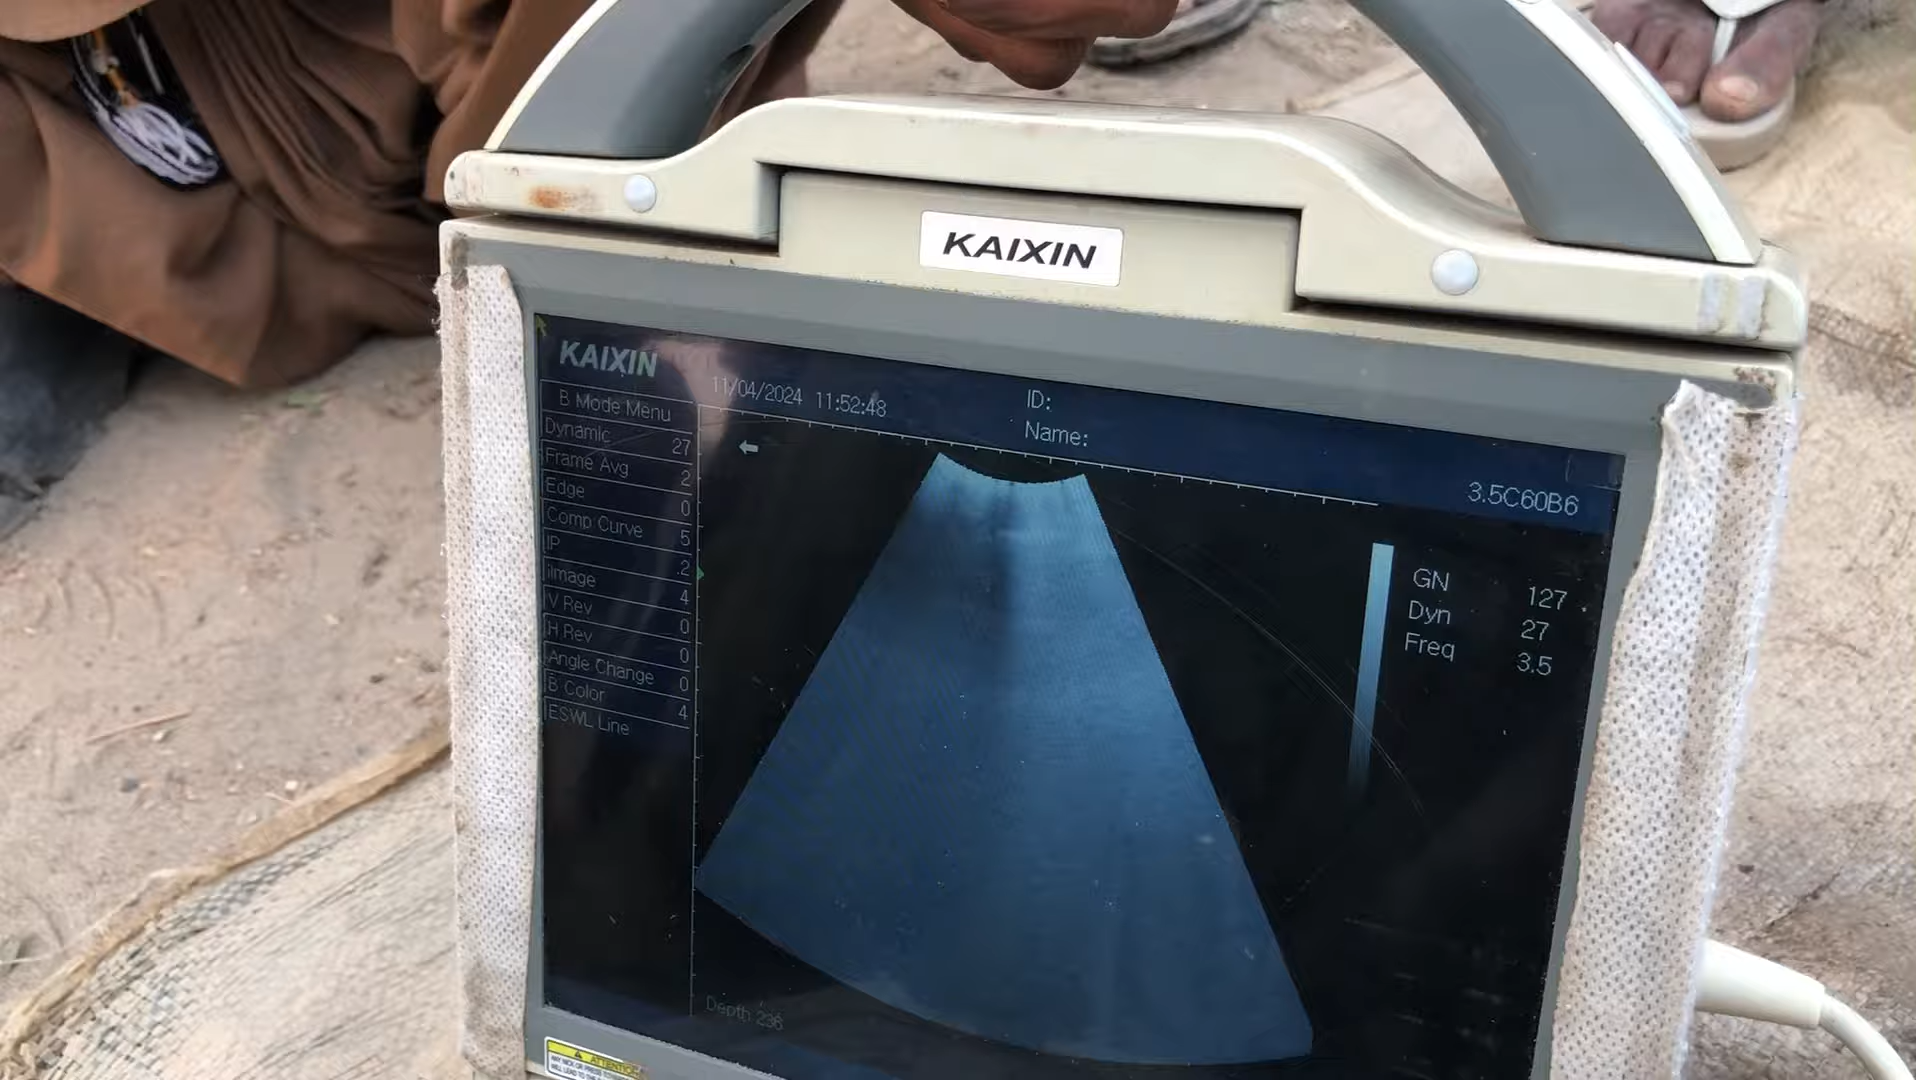 KAIXIN
KAIXIN
11/04/2024 11:52:48
ID:
Name:
3.5C60B6
B Mode Menu
Dynamic 27
Frame Avg 2
Edge 0
Comp Curve 5
IP 2
iImage 4
V Rev 0
H Rev 0
Angle Change 0
B Color 4
ESWL Line
GN 127
Dyn 27
Freq 3.5
Depth 236
ATTENTION